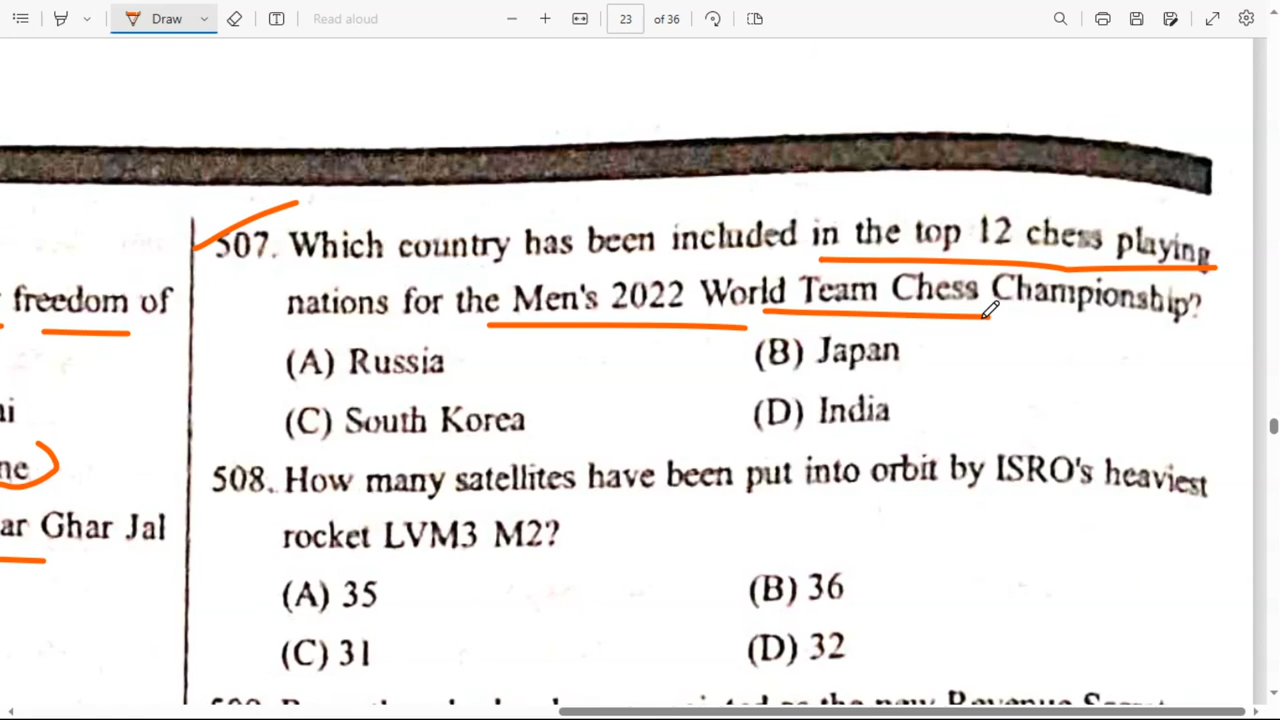 Draw
Read aloud
23
of 36
freedom of
ne
ar Ghar Jal
507. Which country has been included in the top 12 chess playing
nations for the Men's 2022 World Team Chess Championship?
(A) Russia
(B) Japan
(C) South Korea
(D) India
508. How many satellites have been put into orbit by ISRO's heaviest
rocket LVM3 M2?
(A) 35
(B) 36
(C) 31
(D) 32